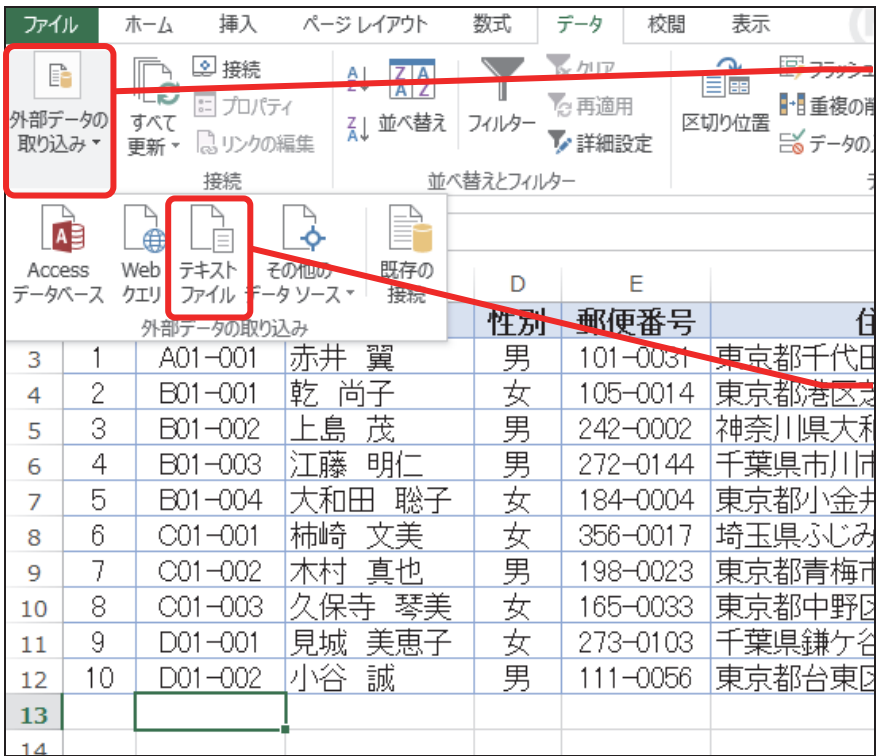 ファイル ホーム 挿入 ページ レイアウト 数式 データ 校閲 表示
外部データの
取り込み
すべて
更新
接続
プロパティ
リンクの編集
接続
並べ替え
フィルター
クリア
再適用
詳細設定
並べ替えとフィルター
区切り位置
フラッシュ
重複の削
データの
Access
データベース
Web
クエリ
テキスト
ファイル
その他の
データ ソース
既存の
接続
外部データの取り込み
D E
性別 郵便番号 住
3 1 A01-001 赤井 翼 男 101-0031 東京都千代田
4 2 B01-001 乾 尚子 女 105-0014 東京都港区芝
5 3 B01-002 上島 茂 男 242-0002 神奈川県大和
6 4 B01-003 江藤 明仁 男 272-0144 千葉県市川市
7 5 B01-004 大和田 聡子 女 184-0004 東京都小金井
8 6 C01-001 柿崎 文美 女 356-0017 埼玉県ふじみ
9 7 C01-002 木村 真也 男 198-0023 東京都青梅市
10 8 C01-003 久保寺 琴美 女 165-0033 東京都中野区
11 9 D01-001 見城 美恵子 女 273-0103 千葉県鎌ケ谷
12 10 D01-002 小谷 誠 男 111-0056 東京都台東区
13
14